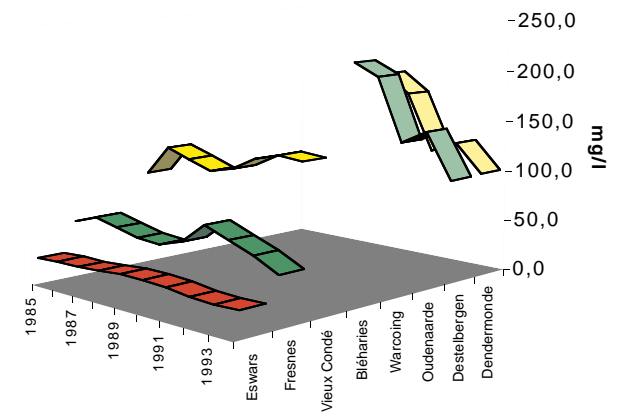 250,0
200,0
150,0
100,0
50,0
0,0
mg/l
1985
1987
1989
1991
1993
Eswars
Fresnes
Vieux Condé
Bléharies
Warcoing
Oudenaarde
Destelbergen
Dendermonde